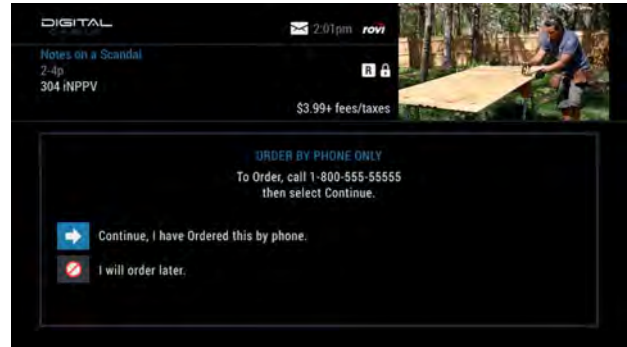 DIGITAL
2:01pm rovi
Notes on a Scandal
2-4p
R
304 iNPPV
$3.99+ fees/taxes
ORDER BY PHONE ONLY
To Order, call 1-800-555-55555
then select Continue.
Continue, I have Ordered this by phone.
I will order later.